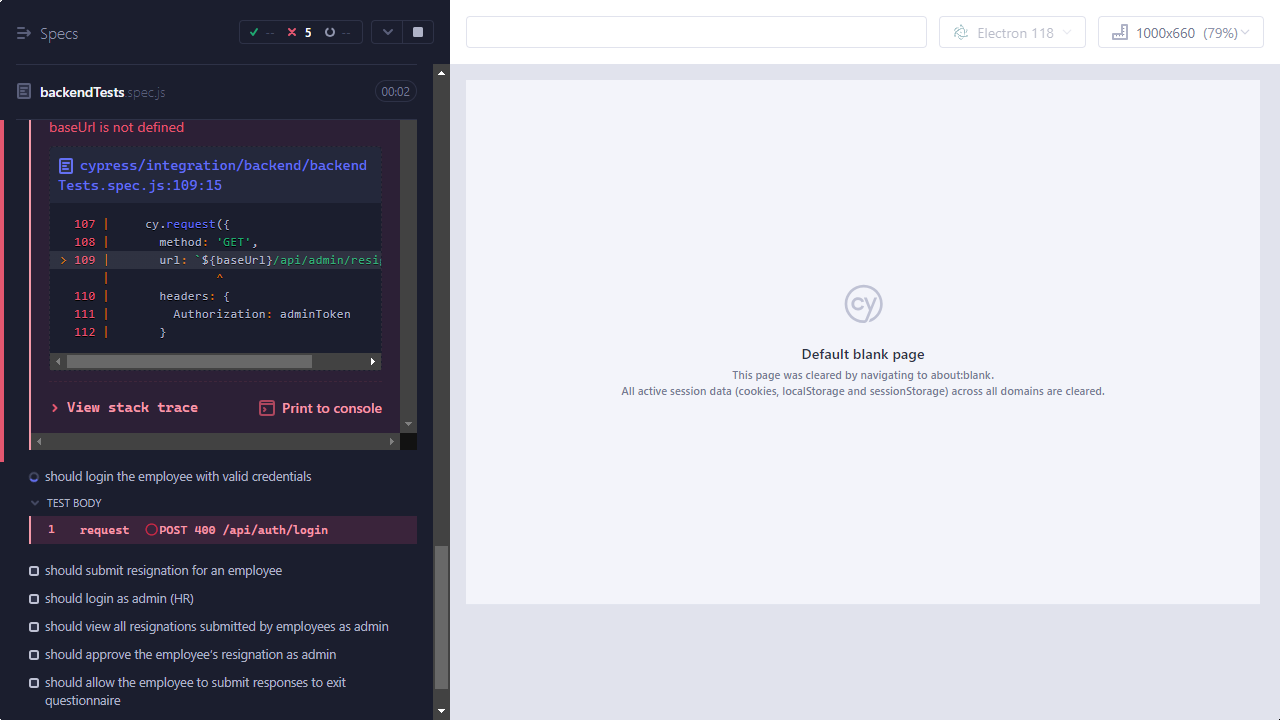 Specs
-- 5 --
Electron 118
1000x660 (79%)
backendTests spec.js
00:02
baseUrl is not defined
cypress/integration/backend/backend
Tests.spec.js:109:15
107 | cy.request({
108 | method: 'GET',
> 109 | url: `${baseUrl}/api/admin/resig
| ^
110 | headers: {
111 | Authorization: adminToken
112 | }
> View stack trace
Print to console
should login the employee with valid credentials
TEST BODY
1 request POST 400 /api/auth/login
should submit resignation for an employee
should login as admin (HR)
should view all resignations submitted by employees as admin
should approve the employee's resignation as admin
should allow the employee to submit responses to exit
questionnaire
cy
Default blank page
This page was cleared by navigating to about:blank.
All active session data (cookies, localStorage and sessionStorage) across all domains are cleared.